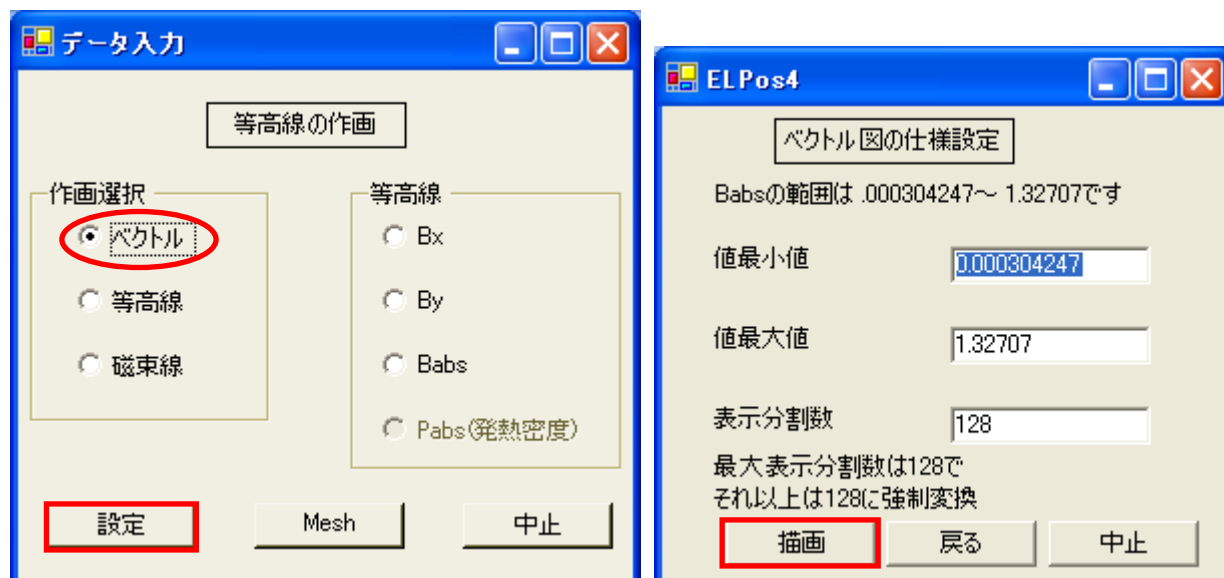 データ入力
等高線の作画
作画選択
ベクトル
等高線
磁束線
等高線
Bx
By
Babs
Pabs(発熱密度)
設定
Mesh
中止
ELPos4
ベクトル図の仕様設定
Babsの範囲は .000304247～ 1.32707です
値最小値
0.000304247
値最大値
1.32707
表示分割数
128
最大表示分割数は128で
それ以上は128に強制変換
描画
戻る
中止